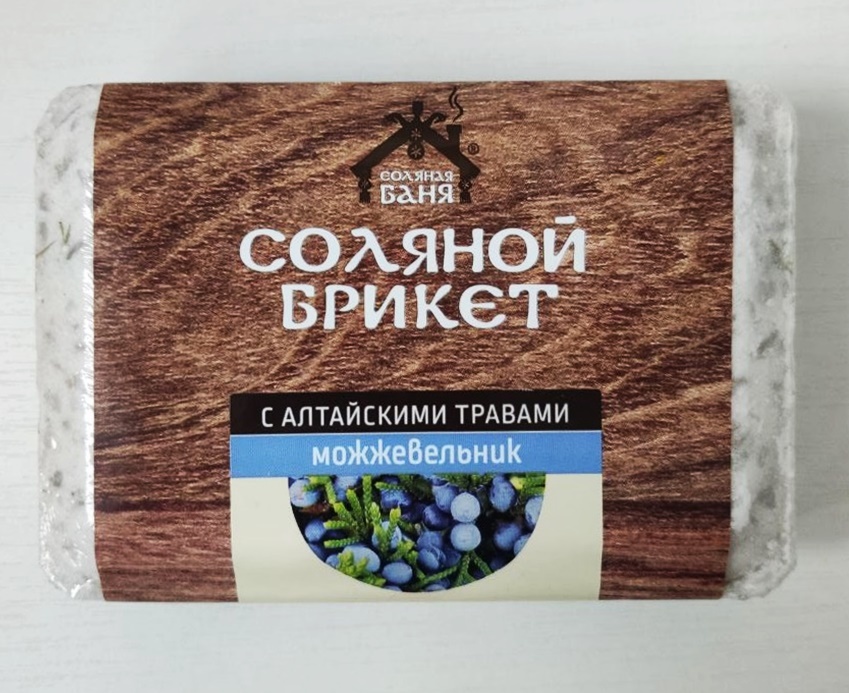 СОЛЯНАЯ
БАНЯ
®
СОЛЯНОЙ
БРИКЕТ
С АЛТАЙСКИМИ ТРАВАМИ
можжевельник